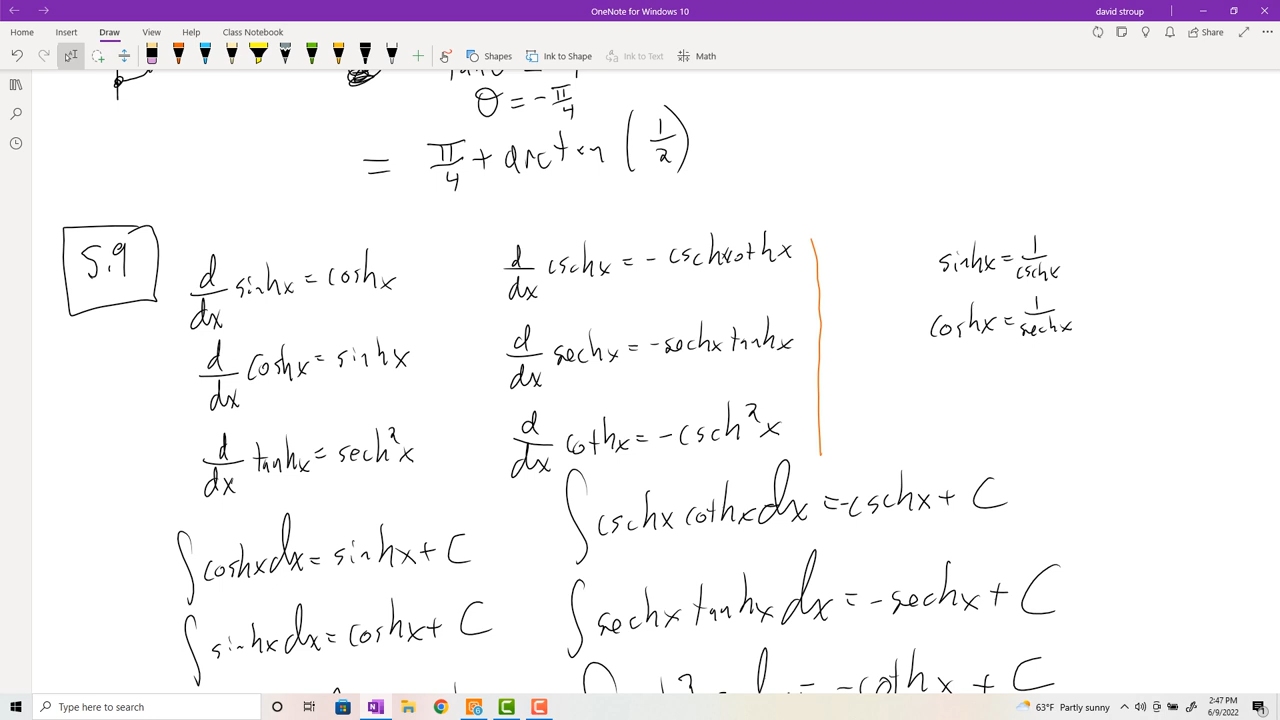 OneNote for Windows 10
david stroup
Home Insert Draw View History Help Class Notebook
Share
Shapes Ink to Shape Ink to Text Math
θ = -π/4
= π/4 + arctan (1/2)
5.9
d/dx sinhx = coshx
d/dx coshx = sinhx
d/dx tanhx = sech²x
d/dx cschx = - cschxcothx
d/dx sechx = -sechx tanhx
d/dx cothx = -csch²x
sinhx = 1/cschx
coshx = 1/sechx
∫ coshxdx = sinhx + C
∫ sinhxdx = coshx + C
∫ cschx cothxdx = -cschx + C
∫ sechx tanhx dx = -sechx + C
= -cothx + C
Type here to search
63°F Partly sunny
2:47 PM
6/9/2022